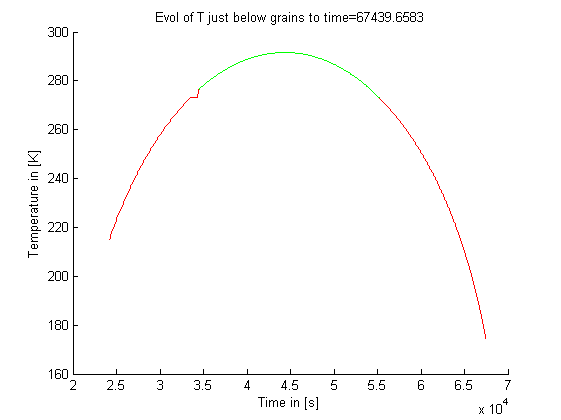 Evol of T just below grains to time=67439.6583
300
280
260
240
220
200
180
160
Temperature in [K]
2 2.5 3 3.5 4 4.5 5 5.5 6 6.5 7
Time in [s]
x 10^4